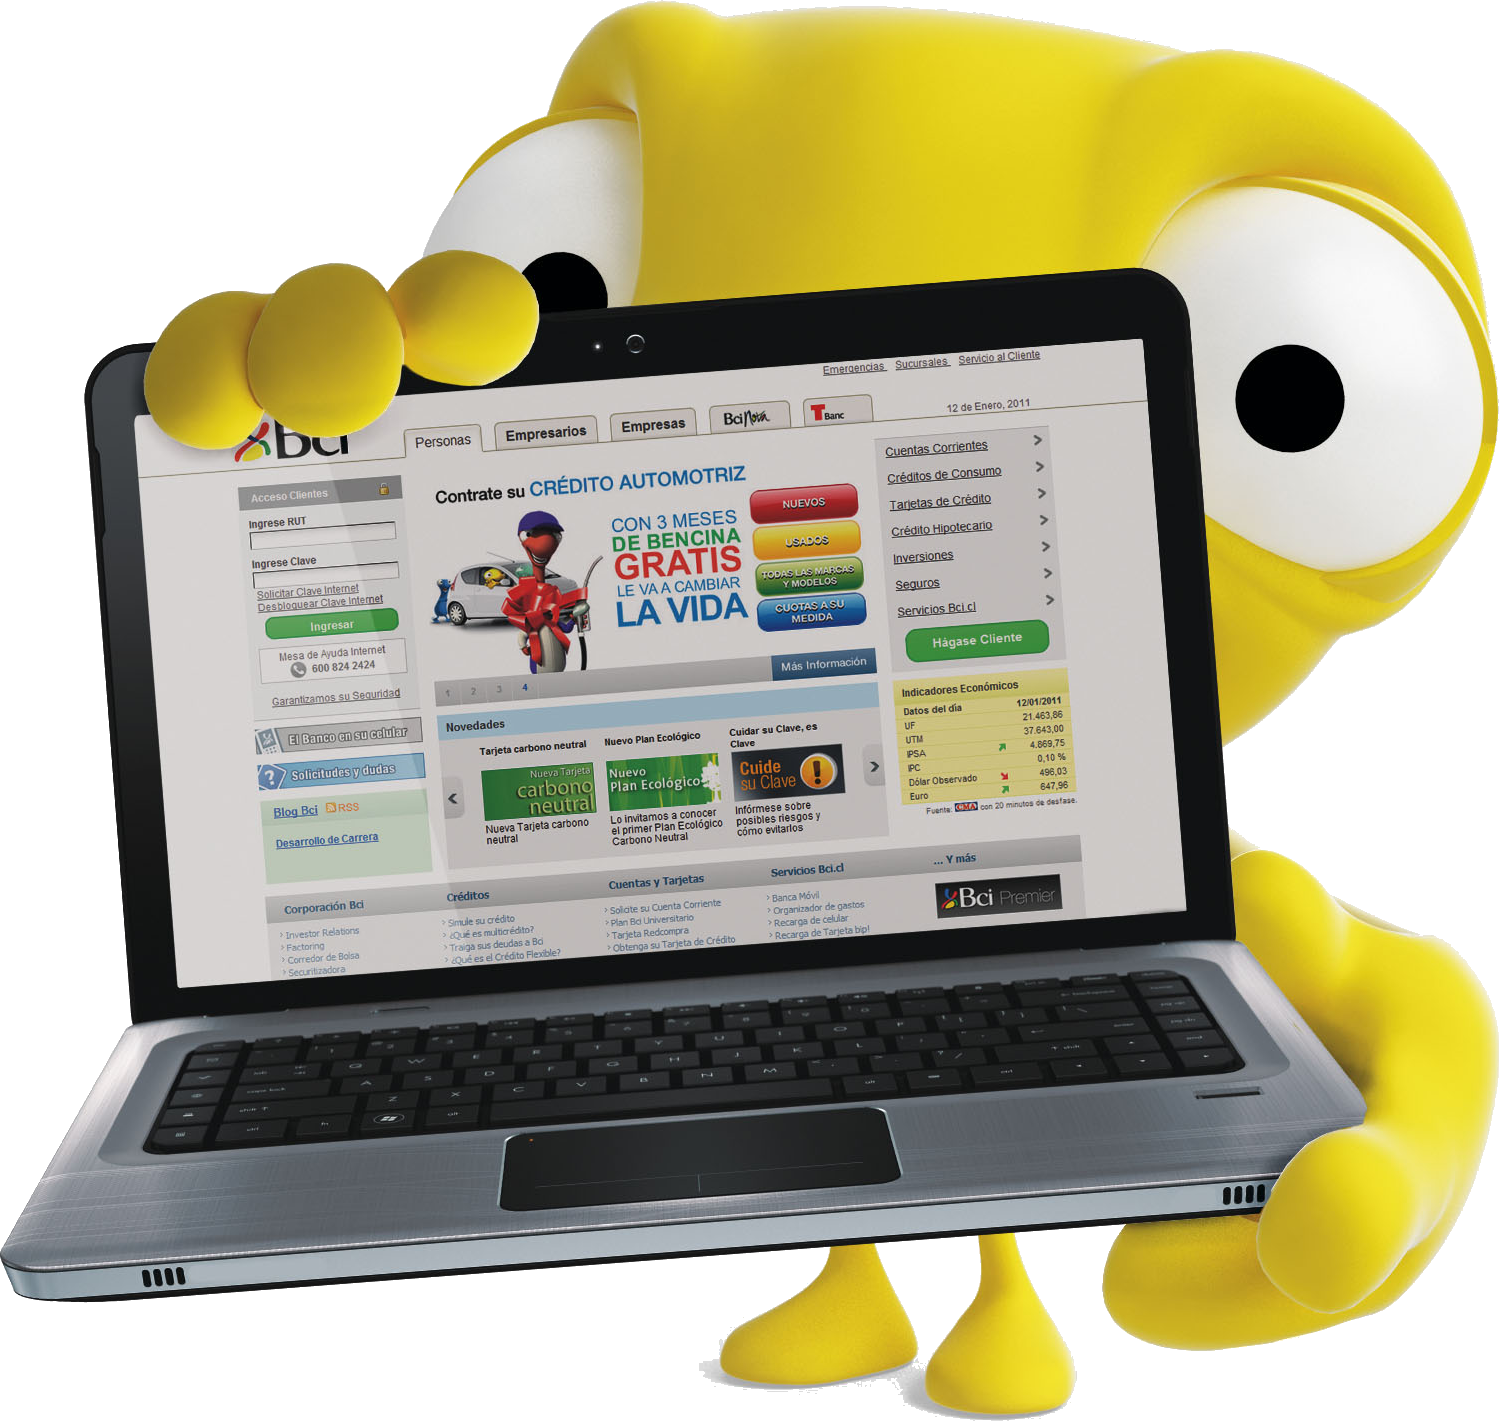 Emergencias Sucursales Servicio al Cliente
Bci
Personas
Empresarios
Empresas
Bci Nova
T Banc
12 de Enero, 2011
Acceso Clientes
Ingrese RUT
Ingrese Clave
Solicitar Clave Internet
Desbloquear Clave Internet
Ingresar
Mesa de Ayuda Internet
600 824 2424
Garantizamos su Seguridad
El Banco en su celular
? Solicitudes y dudas
Blog Bci RSS
Desarrollo de Carrera
Contrate su CRÉDITO AUTOMOTRIZ
CON 3 MESES
DE BENCINA
GRATIS
LE VA A CAMBIAR
LA VIDA
NUEVOS
USADOS
TODAS LAS MARCAS
Y MODELOS
CUOTAS A SU
MEDIDA
1 2 3 4
Más Información
Novedades
Tarjeta carbono neutral
Nueva Tarjeta
carbono
neutral
Nueva Tarjeta carbono
neutral
Nuevo Plan Ecológico
Nuevo
Plan Ecológico
Lo invitamos a conocer
el primer Plan Ecológico
Carbono Neutral
Cuidar su Clave, es
Clave
Cuide
su Clave !
Infórmese sobre
posibles riesgos y
cómo evitarlos
Cuentas Corrientes
Créditos de Consumo
Tarjetas de Crédito
Crédito Hipotecario
Inversiones
Seguros
Servicios Bci.cl
Hágase Cliente
Indicadores Económicos
Datos del día 12/01/2011
UF 21.463,86
UTM 37.643,00
IPSA 4.869,75
IPC 0,10 %
Dólar Observado 496,03
Euro 647,96
Fuente: CMA con 20 minutos de desfase.
Corporación Bci
› Investor Relations
› Factoring
› Corredor de Bolsa
› Securitizadora
Créditos
› Simule su crédito
› ¿Qué es multicrédito?
› Traiga sus deudas a Bci
› ¿Qué es el Crédito Flexible?
Cuentas y Tarjetas
› Solicite su Cuenta Corriente
› Plan Bci Universitario
› Tarjeta Redcompra
› Obtenga su Tarjeta de Crédito
Servicios Bci.cl
› Banca Móvil
› Organizador de gastos
› Recarga de celular
› Recarga de Tarjeta bip!
... Y más
Bci Premier
Q W E R T Y U I O P
A S D F G H J K L
Z X C V B N M